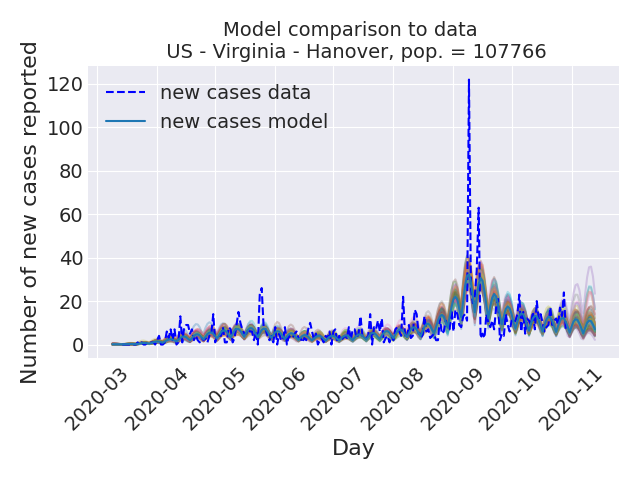 Model comparison to data
US - Virginia - Hanover, pop. = 107766
Number of new cases reported
120
100
80
60
40
20
0
new cases data
new cases model
2020-03
2020-04
2020-05
2020-06
2020-07
2020-08
2020-09
2020-10
2020-11
Day